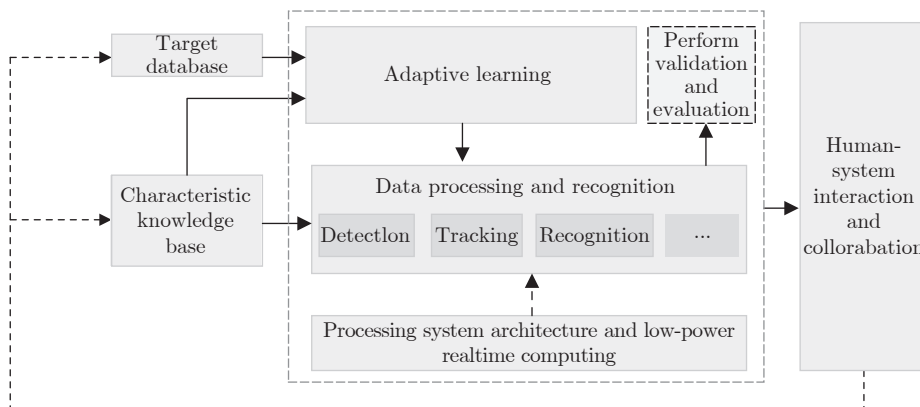 Target
database
Adaptive learning
Perform
validation
and
evaluation
Characteristic
knowledge
base
Data processing and recognition
Detectlon
Tracking
Recognition
...
Processing system architecture and low-power
realtime computing
Human-
system
interaction
and
collorabation